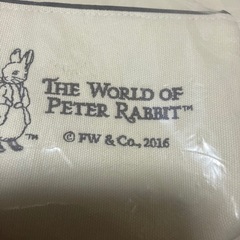 THE WORLD OF
PETER RABBIT™
© FW & Co., 2016
TM